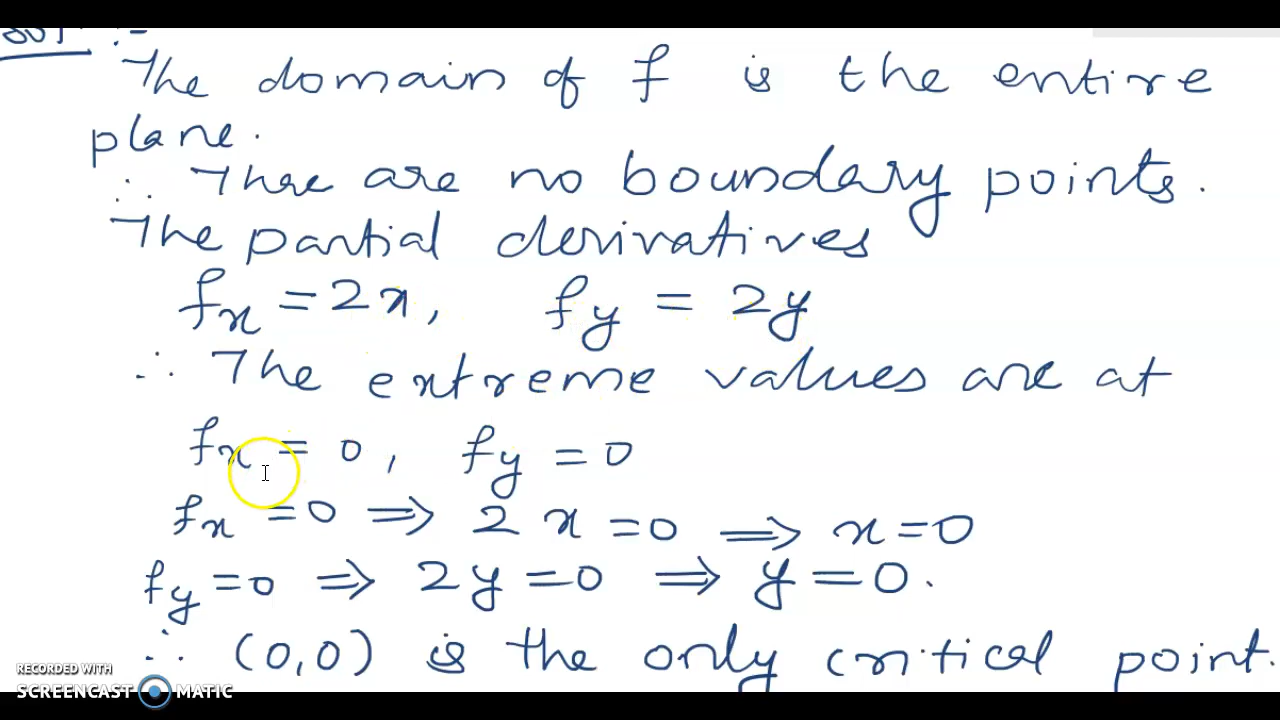 Sol :-
The domain of f is the entire
plane.
∴ There are no boundary points.
The partial derivatives
fx = 2x, fy = 2y
∴ The extreme values are at
fx = 0, fy = 0
fx = 0 ⇒ 2x = 0 ⇒ x = 0
fy = 0 ⇒ 2y = 0 ⇒ y = 0.
∴ (0,0) is the only critical point.
RECORDED WITH
SCREENCAST MATIC